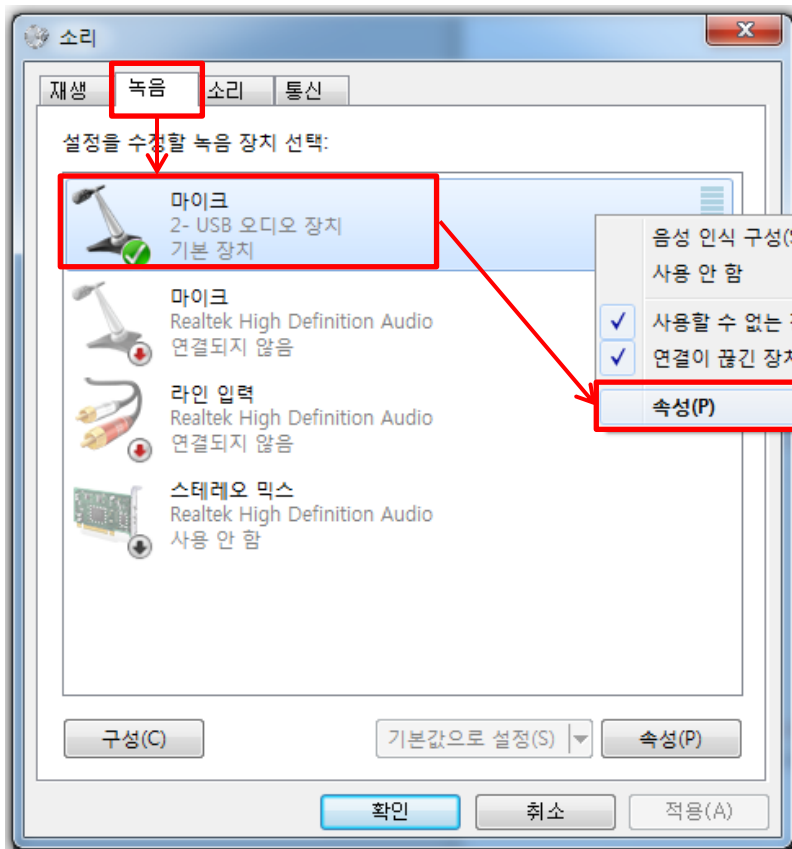 소리
재생 녹음 소리 통신
설정을 수정할 녹음 장치 선택:
마이크
2- USB 오디오 장치
기본 장치
음성 인식 구성(S
사용 안 함
사용할 수 없는
연결이 끊긴
속성(P)
마이크
Realtek High Definition Audio
연결되지 않음
라인 입력
Realtek High Definition Audio
연결되지 않음
스테레오 믹스
Realtek High Definition Audio
사용 안 함
구성(C) 기본값으로 설정(S) 속성(P)
확인 취소 적용(A)